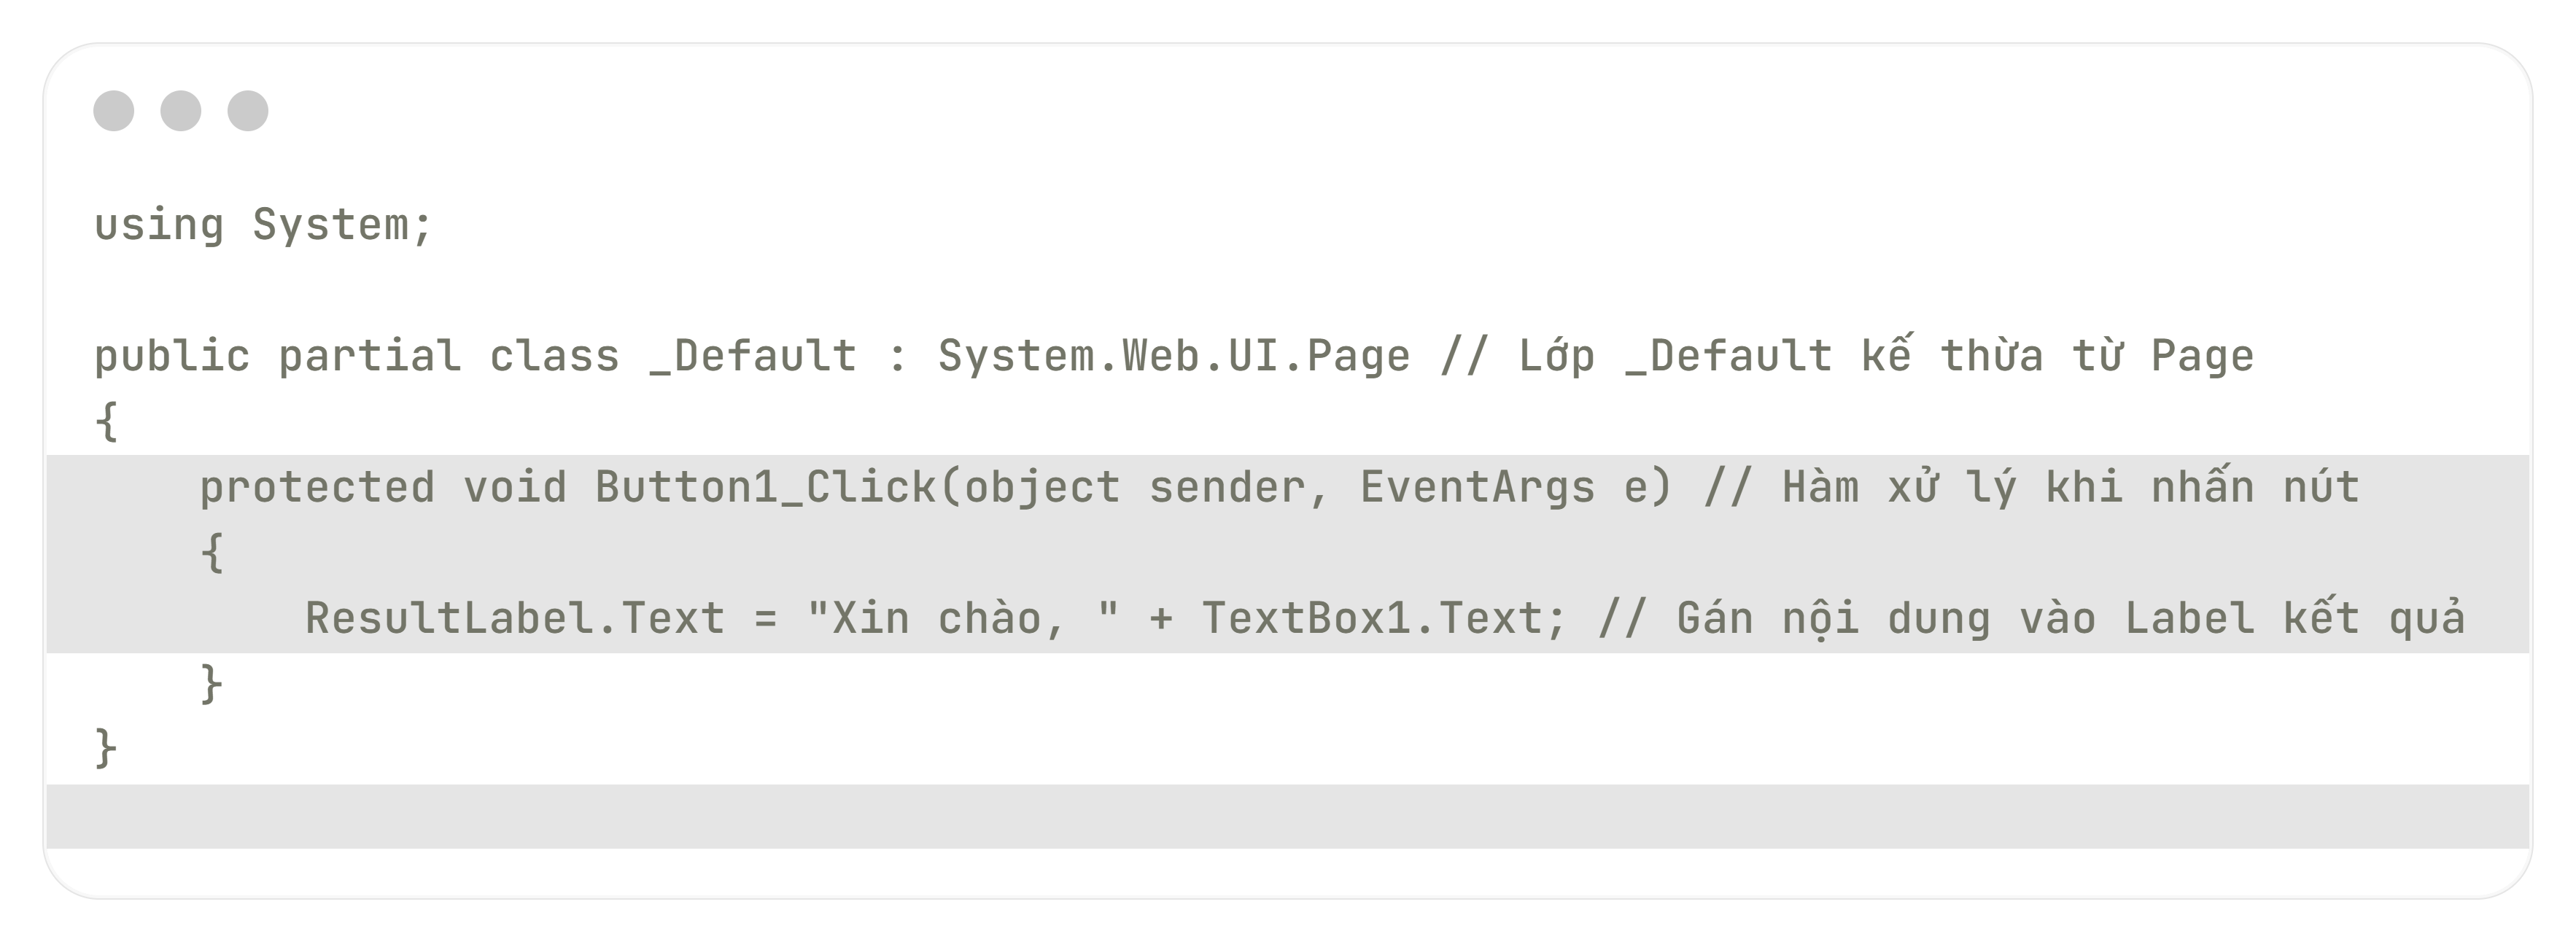 using System;
public partial class _Default : System.Web.UI.Page // Lớp _Default kế thừa từ Page
{
    protected void Button1_Click(object sender, EventArgs e) // Hàm xử lý khi nhấn nút
    {
        ResultLabel.Text = "Xin chào, " + TextBox1.Text; // Gán nội dung vào Label kết quả
    }
}